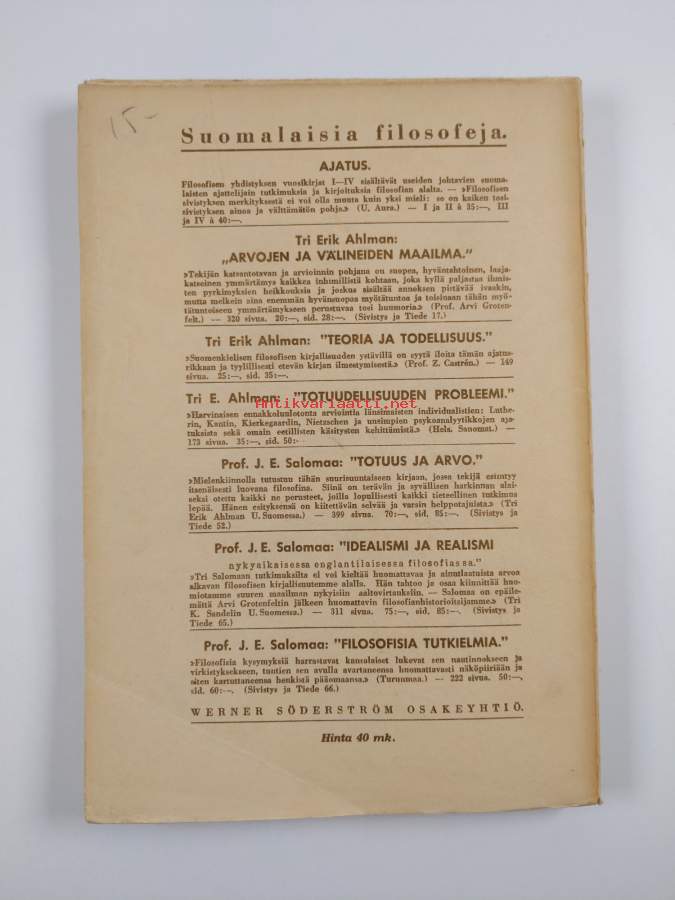 15-
Suomalaisia filosofeja.
AJATUS.
Filosofisen yhdistyksen vuosikirjat I—IV sisältävät useiden johtavien suoma-
laisten ajattelijain tutkimuksia ja kirjoituksia filosofian alalta. — »Filosofisen
sivistyksen merkityksestä ei voi olla muuta kuin yksi mieli: se on kaiken tosi-
sivistyksen ainoa ja välttämätön pohja.» (U. Aura.) — I ja II à 35:—, III
ja IV à 40:—.
Tri Erik Ahlman:
„ARVOJEN JA VÄLINEIDEN MAAILMA.”
»Tekijän katsantotavan ja arvioinnin pohjana on suopea, hyväntahtoinen, laaja-
katseinen ymmärtämys kaikkea inhimillistä kohtaan, joka kyllä paljastaa ihmis-
ten pyrkimyksien heikkouksia ja joskus sisältää annoksen pistävää ivaakin,
mutta melkein aina enemmän hyvänsuopaa myötätuntoa ja toisinaan tähän myö-
tätuntoiseen ymmärtämykseen perustuvaa tosi huumoria.» (Prof. Arvi Groten-
felt.) — 320 sivua. 20:—, sid. 28:—. (Sivistys ja Tiede 17.)
Tri Erik Ahlman: ”TEORIA JA TODELLISUUS.”
»Suomenkielisen filosofisen kirjallisuuden ystävillä on syytä iloita tämän ajatus-
rikkaan ja tyylillisesti etevän kirjan ilmestymisestä.» (Prof. Z. Castrén.) — 149
sivua. 25:—, sid. 35:—.
Tri E. Ahlman: ”TOTUUDELLISUUDEN PROBLEEMI.”
Antikvariaatti.net
»Harvinaisen ennakkoluulotonta arviointia länsimaisten individualistien: Luthe-
rin, Kantin, Kierkegaardin, Nietzschen ja uusimpien psykoanalyytikkojen aja-
tuksista sekä omain eetillisten käsitysten kehittämistä.» (Hels. Sanomat.) —
173 sivua. 35:—, sid. 50:-
Prof. J. E. Salomaa: ”TOTUUS JA ARVO.”
»Mielenkiinnolla tutustuu tähän suurisuuntaiseen kirjaan, jossa tekijä esiintyy
itsenäisesti luovana filosofina. Siinä on terävän ja syvällisen harkinnan alai-
seksi otettu kaikki ne perusteet, joilla lopullisesti kaikki tieteellinen tutkimus
lepää. Hänen esityksensä on kiitettävän selvää ja varsin helppotajuista.» (Tri
Erik Ahlman U. Suomessa.) — 399 sivua. 70:—, sid. 85:—. (Sivistys ja
Tiede 52.)
Prof. J. E. Salomaa: ”IDEALISMI JA REALISMI
nykyaikaisessa englantilaisessa filosofiassa.”
»Tri Salomaan tutkimuksilta ei voi kieltää huomattavaa ja ainutlaatuista arvoa
alkavan filosofisen kirjallisuutemme alalla. Hän tahtoo ja osaa kiinnittää huo-
miotamme suuren maailman nykyisiin aaltovirtauksiin. — Salomaa on epäile-
mättä Arvi Grotenfeltin jälkeen huomattavin filosofianhistorioitsijamme.» (Tri
K. Sandelin U. Suomessa.) — 311 sivua. 75:—, sid. 85:—. (Sivistys ja
Tiede 65.)
Prof. J. E. Salomaa: ”FILOSOFISIA TUTKIELMIA.”
»Filosofisia kysymyksiä harrastavat kansalaiset lukevat sen nautinnokseen ja
virkistyksekseen, tuntien sen avulla avartaneensa huomattavasti näköpiiriään ja
siten kartuttaneensa henkistä pääomaansa.» (Turunmaa.) — 222 sivua. 50:—,
sid. 60:—. (Sivistys ja Tiede 66.)
WERNER SÖDERSTRÖM OSAKEYHTIÖ.
Hinta 40 mk.